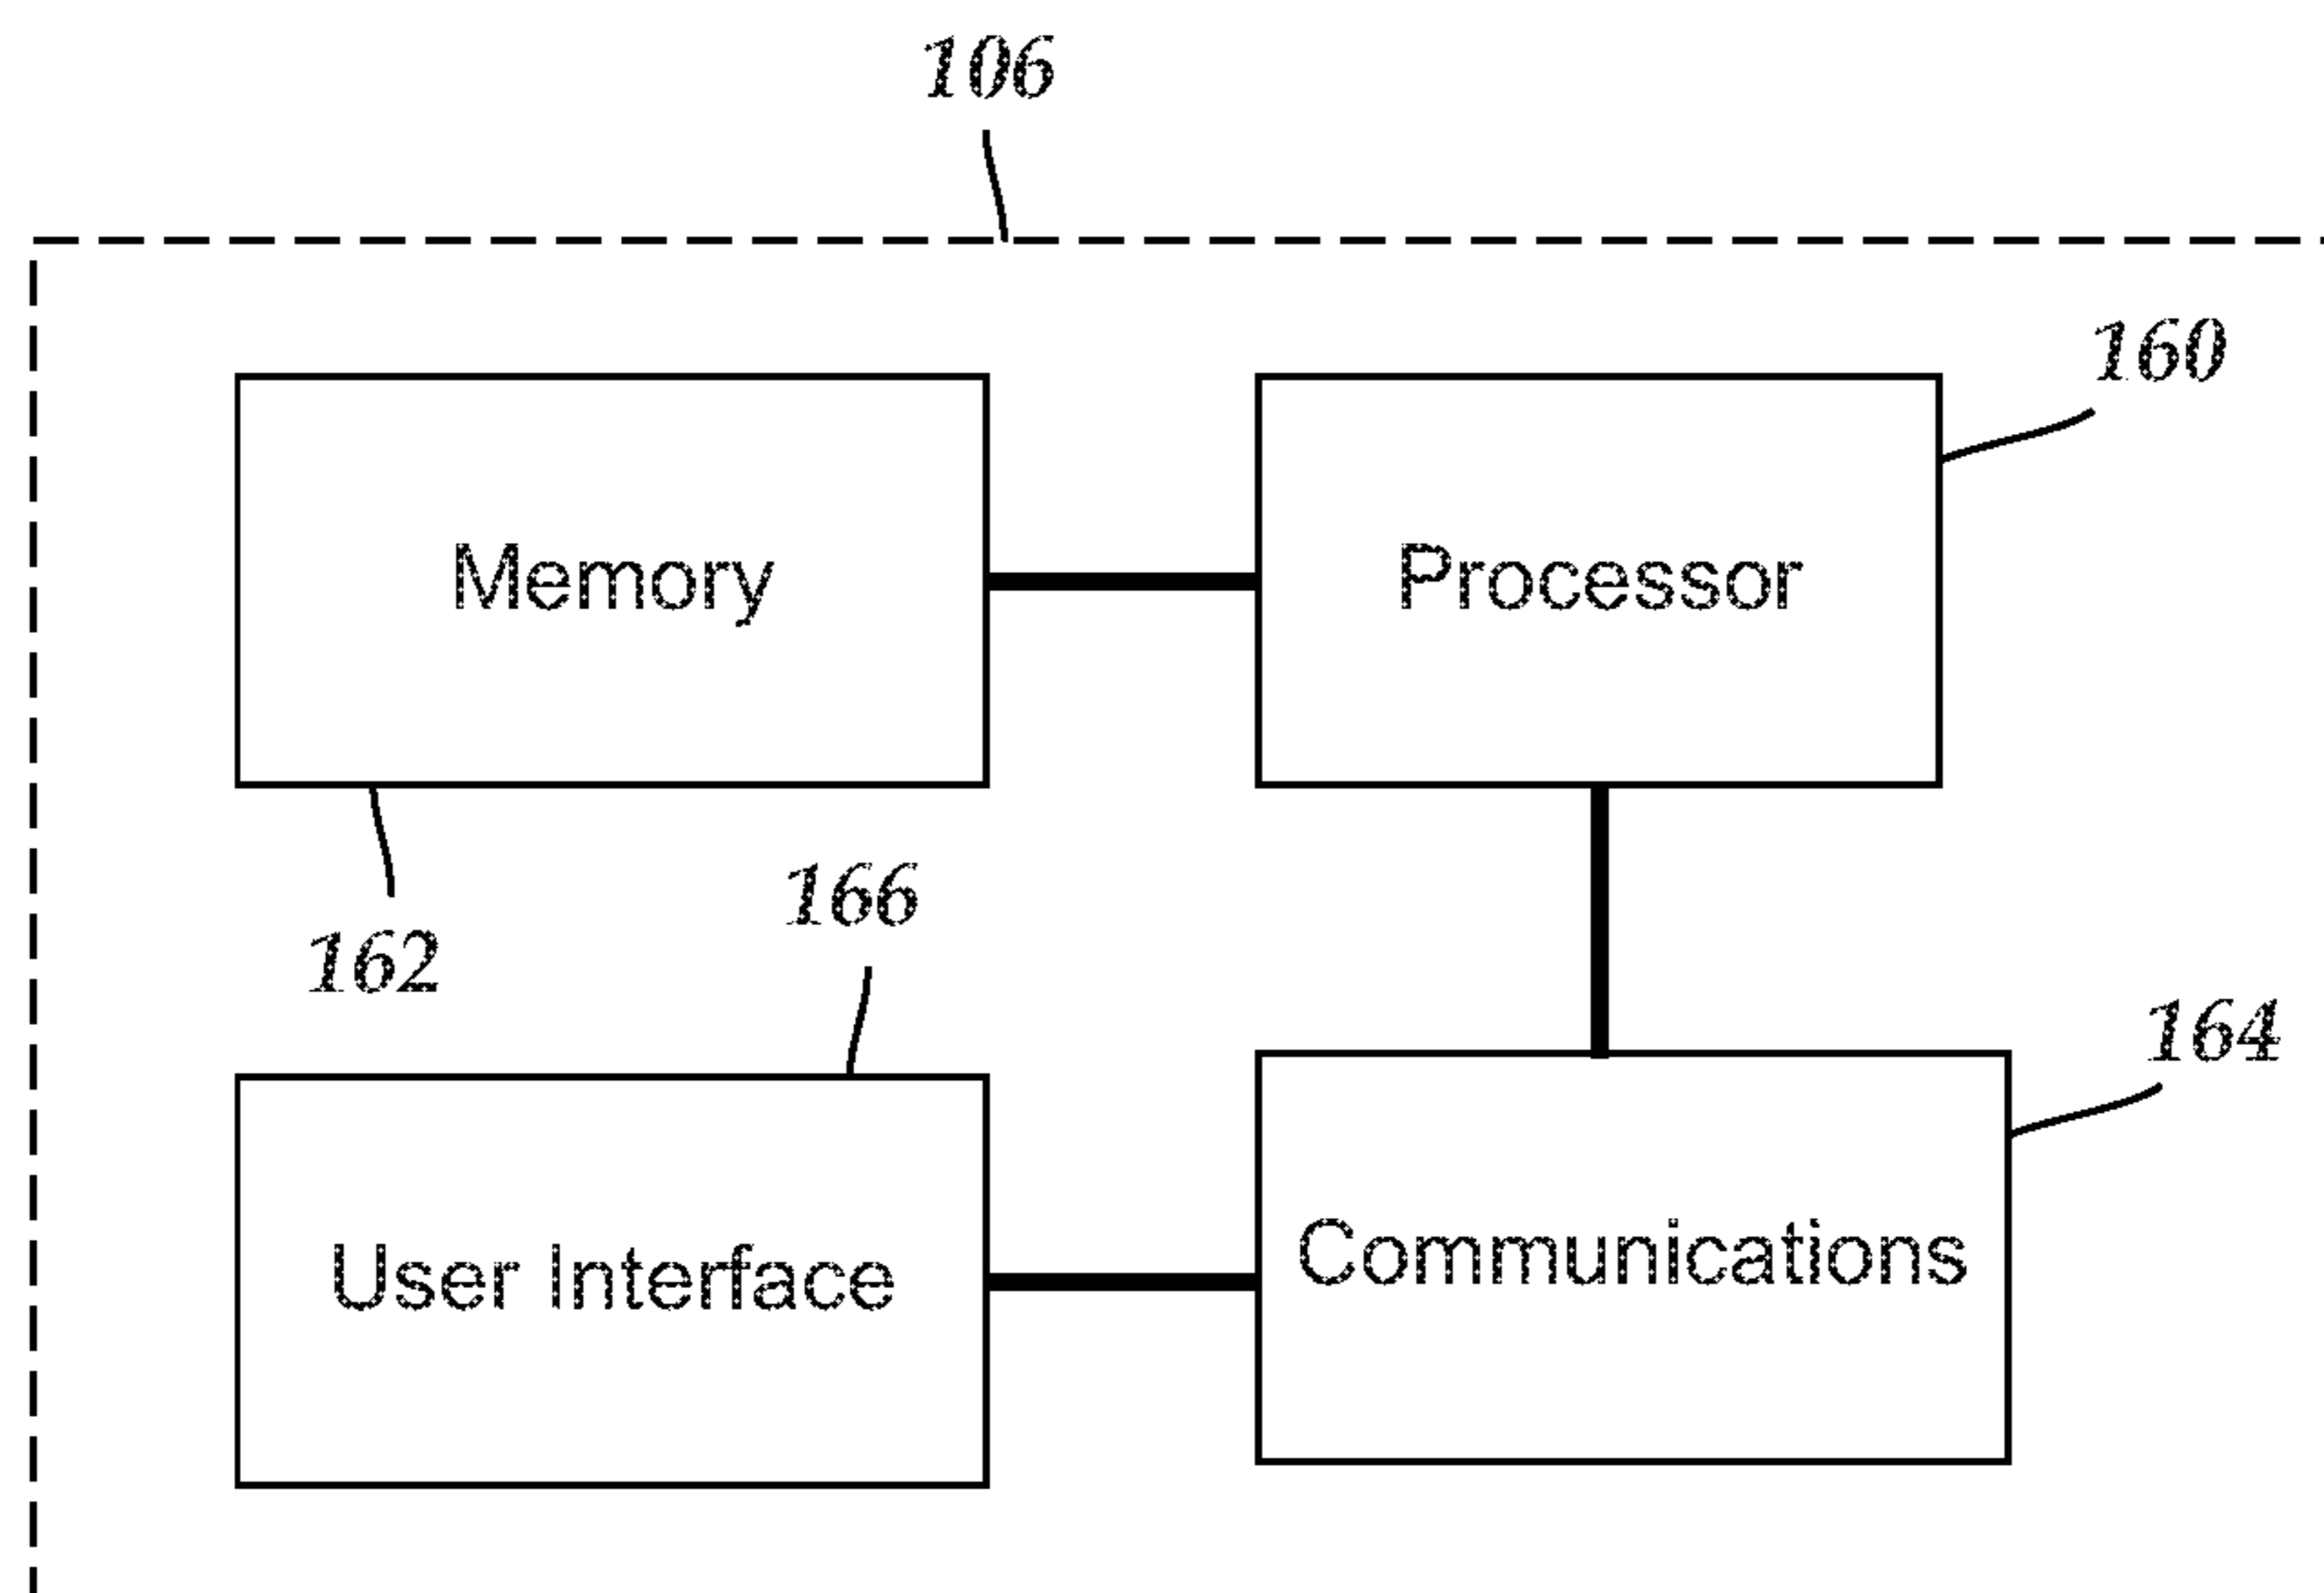 106
160
Memory
Processor
162
166
164
User Interface
Communications